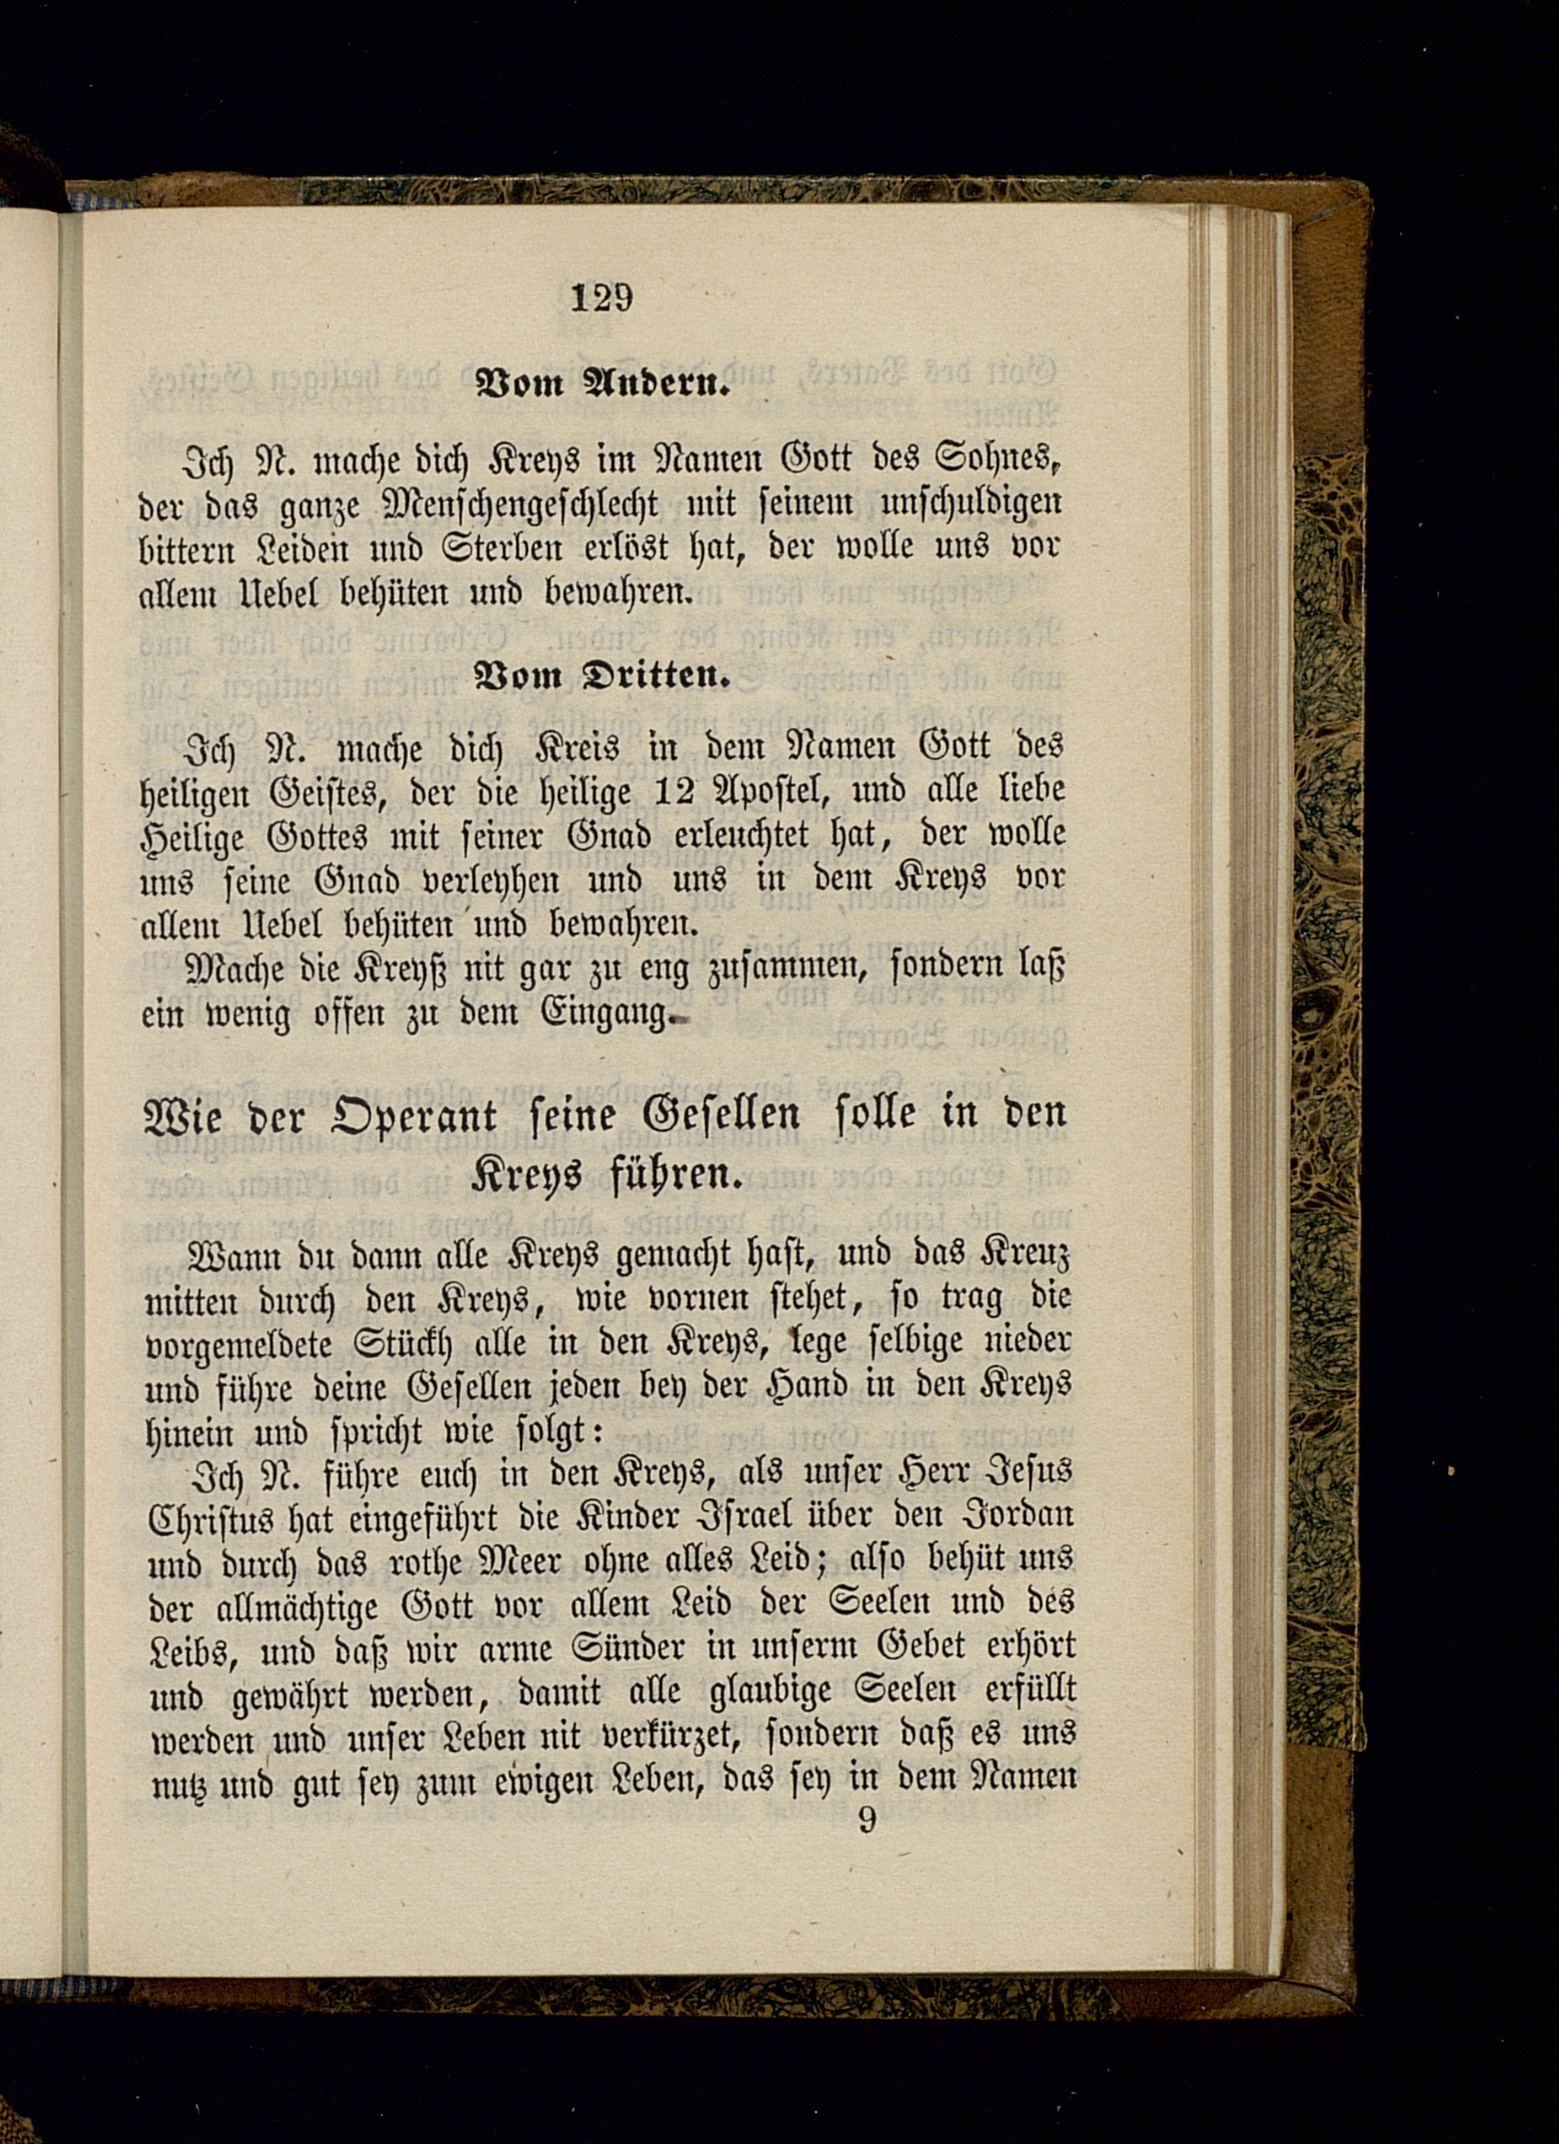 129
Vom Andern.
Ich N. mache dich Kreys im Namen Gott des Sohnes,
der das ganze Menschengeschlecht mit seinem unschuldigen
bittern Leiden und Sterben erlöst hat, der wolle uns vor
allem Uebel behüten und bewahren.
Vom Dritten.
Ich N. mache dich Kreis in dem Namen Gott des
heiligen Geistes, der die heilige 12 Apostel, und alle liebe
Heilige Gottes mit seiner Gnad erleuchtet hat, der wolle
uns seine Gnad verleyhen und uns in dem Kreys vor
allem Uebel behüten und bewahren.
Mache die Kreyß nit gar zu eng zusammen, sondern laß
ein wenig offen zu dem Eingang.
Wie der Operant seine Gesellen solle in den
Kreys führen.
Wann du dann alle Kreys gemacht hast, und das Kreuz
mitten durch den Kreys, wie vornen stehet, so trag die
vorgemeldete Stückh alle in den Kreys, lege selbige nieder
und führe deine Gesellen jeden bey der Hand in den Kreys
hinein und spricht wie folgt:
Ich N. führe euch in den Kreys, als unser Herr Jesus
Christus hat eingeführt die Kinder Israel über den Jordan
und durch das rothe Meer ohne alles Leid; also behüt uns
der allmächtige Gott vor allem Leid der Seelen und des
Leibs, und daß wir arme Sünder in unserm Gebet erhört
und gewährt werden, damit alle glaubige Seelen erfüllt
werden und unser Leben nit verkürzet, sondern daß es uns
nutz und gut sey zum ewigen Leben, das sey in dem Namen
9